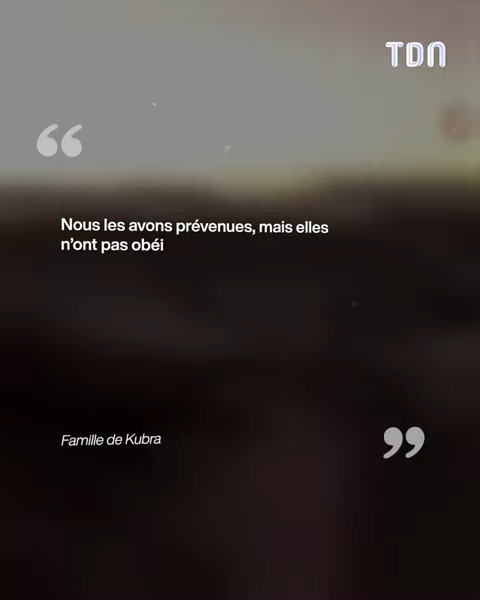 TDN
“
Nous les avons prévenues, mais elles
n’ont pas obéi
Famille de Kubra
”